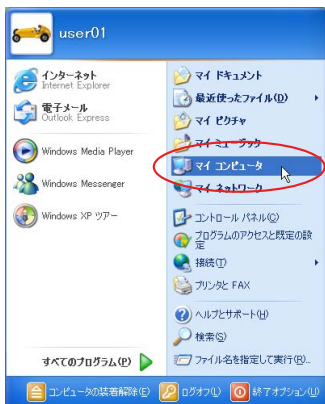 user01
インターネット
Internet Explorer
電子メール
Outlook Express
Windows Media Player
Windows Messenger
Windows XP ツアー
すべてのプログラム(P)
マイ ドキュメント
最近使ったファイル(D)
マイ ピクチャ
マイ ミュージック
マイ コンピュータ
マイ ネットワーク
コントロール パネル(C)
プログラムのアクセスと既定の設
定
接続(T)
プリンタと FAX
ヘルプとサポート(H)
検索(S)
ファイル名を指定して実行(R)...
コンピュータの装着解除(E)
ログオフ(L)
終了オプション(U)